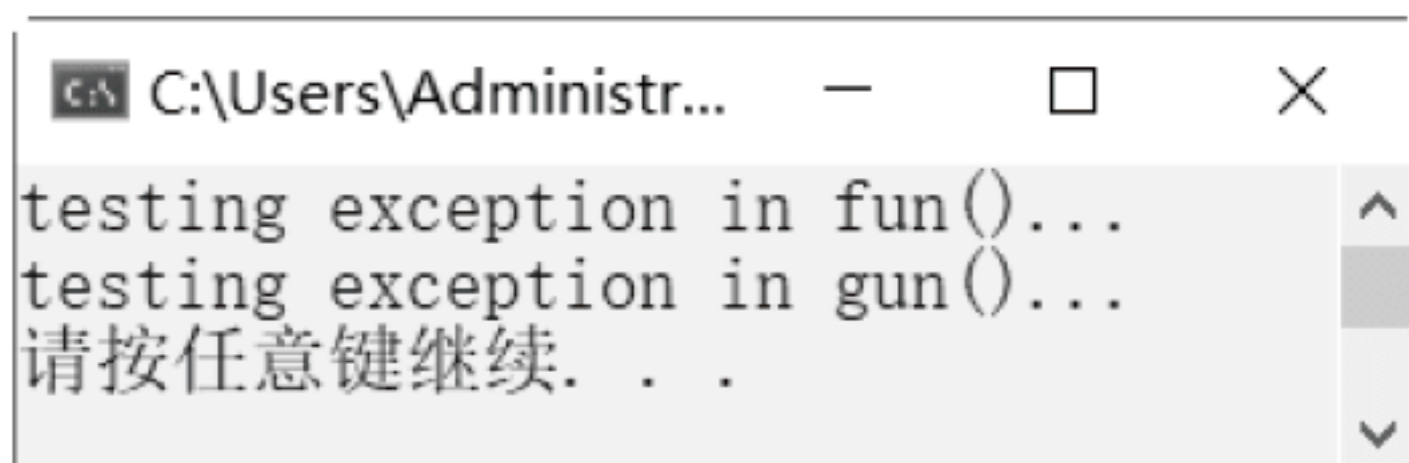 C:\ C:\Users\Administr...
testing exception in fun()...
testing exception in gun()...
请按任意键继续. . .